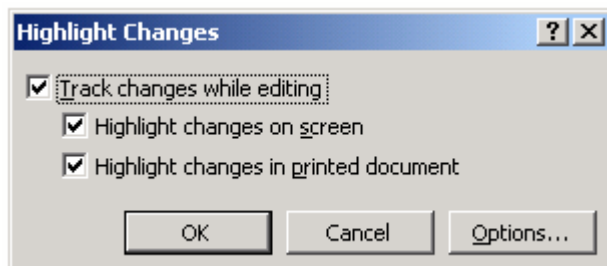 Highlight Changes
Track changes while editing
Highlight changes on screen
Highlight changes in printed document
OK Cancel Options...